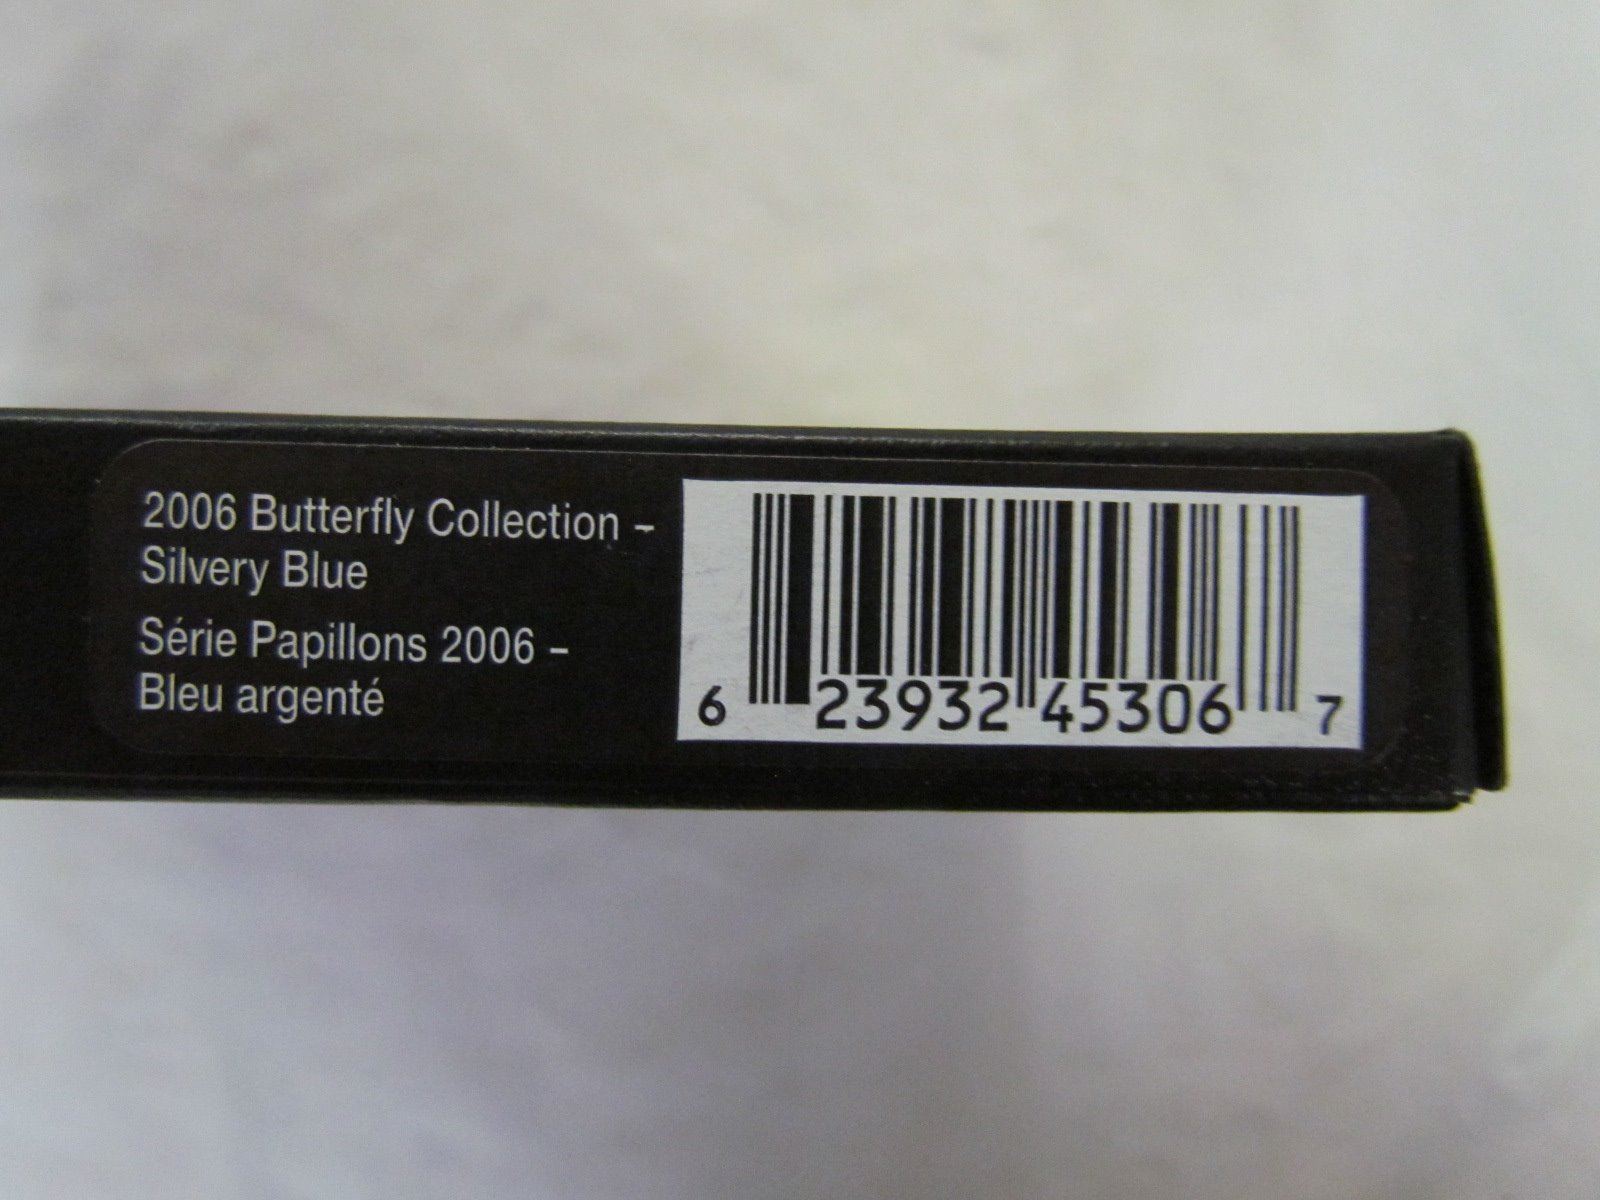 2006 Butterfly Collection –
Silvery Blue
Série Papillons 2006 –
Bleu argenté
6 23932 45306 7